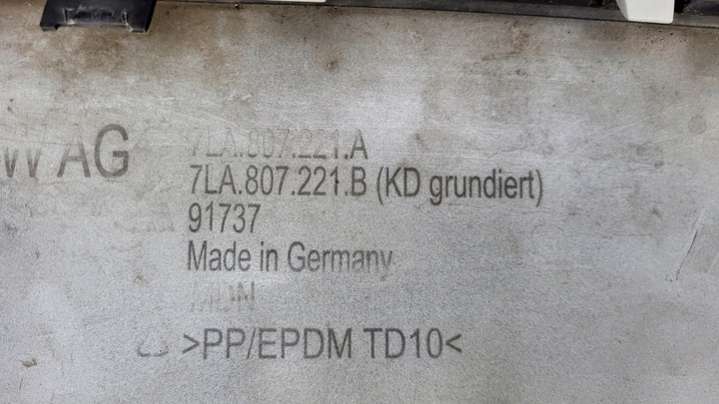 W AG
7LA.807.221.A
7LA.807.221.B (KD grundiert)
91737
Made in Germany
>PP/EPDM TD10<